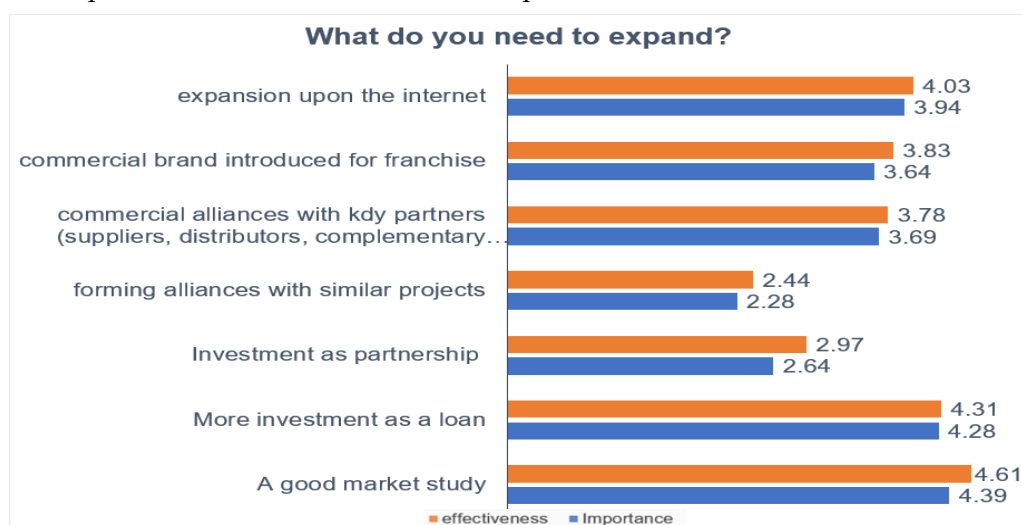 What do you need to expand?
expansion upon the internet
4.03
3.94
commercial brand introduced for franchise
3.83
3.64
commercial alliances with kdy partners
(suppliers, distributors, complementary...
3.78
3.69
forming alliances with similar projects
2.44
2.28
Investment as partnership
2.97
2.64
More investment as a loan
4.31
4.28
A good market study
4.61
4.39
effectiveness Importance